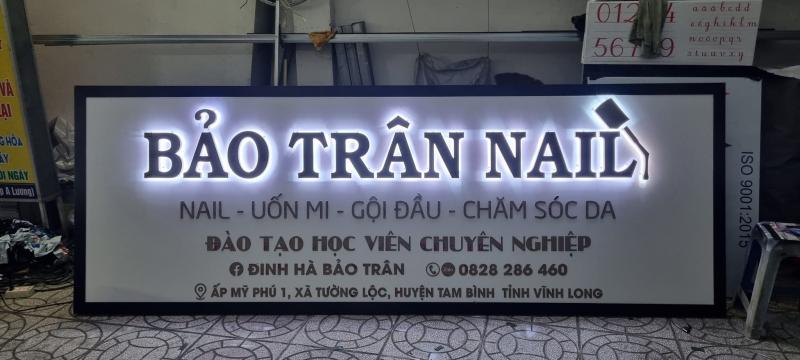 BẢO TRÂN NAIL
NAIL - UỐN MI - GỘI ĐẦU - CHĂM SÓC DA
ĐÀO TẠO HỌC VIÊN CHUYÊN NGHIỆP
ĐINH HÀ BẢO TRÂN 0828 286 460
ẤP MỸ PHÚ 1, XÃ TƯỜNG LỘC, HUYỆN TAM BÌNH TỈNH VĨNH LONG
ISO 9001:2015